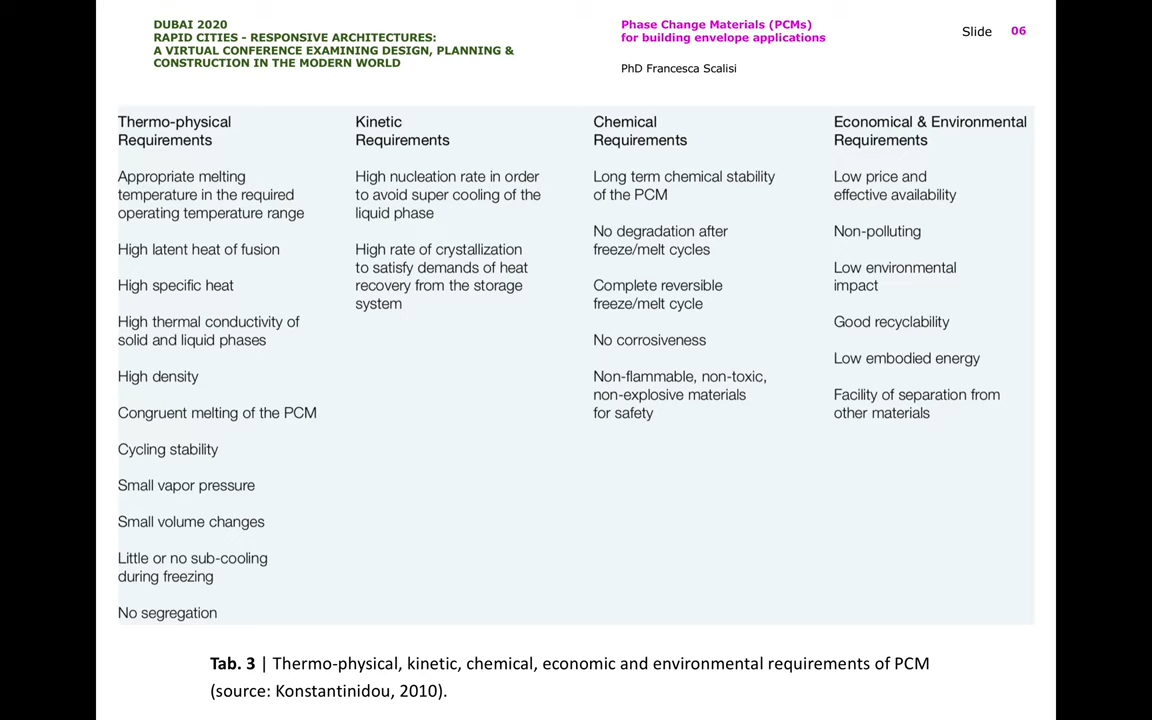 DUBAI 2020
RAPID CITIES - RESPONSIVE ARCHITECTURES:
A VIRTUAL CONFERENCE EXAMINING DESIGN, PLANNING &
CONSTRUCTION IN THE MODERN WORLD
Phase Change Materials (PCMs)
for building envelope applications
PhD Francesca Scalisi
Slide 06
Thermo-physical
Requirements
Appropriate melting
temperature in the required
operating temperature range
High latent heat of fusion
High specific heat
High thermal conductivity of
solid and liquid phases
High density
Congruent melting of the PCM
Cycling stability
Small vapor pressure
Small volume changes
Little or no sub-cooling
during freezing
No segregation
Kinetic
Requirements
High nucleation rate in order
to avoid super cooling of the
liquid phase
High rate of crystallization
to satisfy demands of heat
recovery from the storage
system
Chemical
Requirements
Long term chemical stability
of the PCM
No degradation after
freeze/melt cycles
Complete reversible
freeze/melt cycle
No corrosiveness
Non-flammable, non-toxic,
non-explosive materials
for safety
Economical & Environmental
Requirements
Low price and
effective availability
Non-polluting
Low environmental
impact
Good recyclability
Low embodied energy
Facility of separation from
other materials
Tab. 3 | Thermo-physical, kinetic, chemical, economic and environmental requirements of PCM
(source: Konstantinidou, 2010).